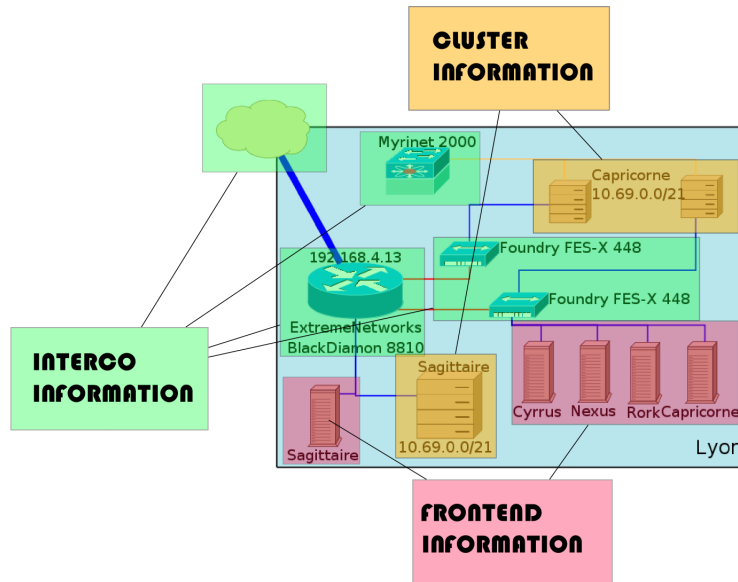 CLUSTER
INFORMATION
Myrinet 2000
Capricorne
10.69.0.0/21
192.168.4.13
Foundry FES-X 448
Foundry FES-X 448
ExtremeNetworks
BlackDiamon 8810
INTERCO
INFORMATION
Sagittaire
10.69.0.0/21
Sagittaire
Cyrrus
Nexus
Rork
Capricorne
Lyon
FRONTEND
INFORMATION